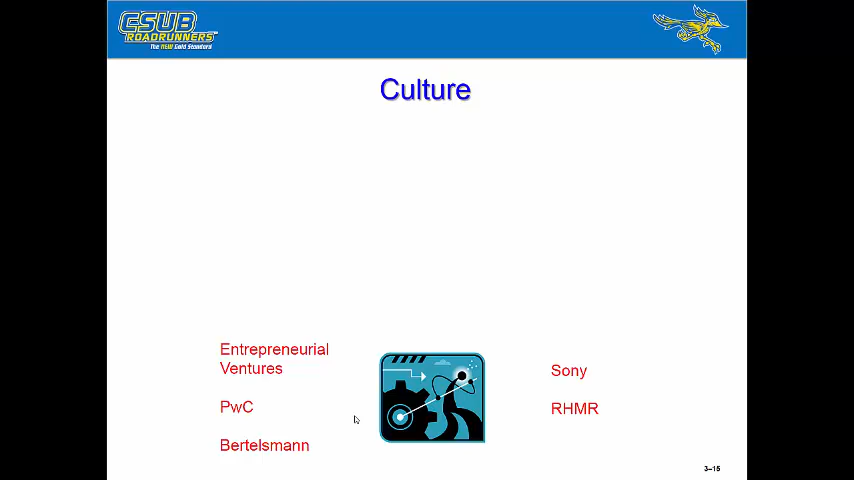 CSUB
ROADRUNNERS
The NEW Gold Standard
Culture
Entrepreneurial
Ventures
PwC
Bertelsmann
Sony
RHMR
3–15